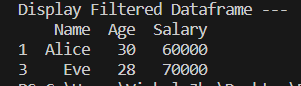 Display Filtered Dataframe ---
    Name  Age  Salary
1  Alice   30   60000
3    Eve   28   70000